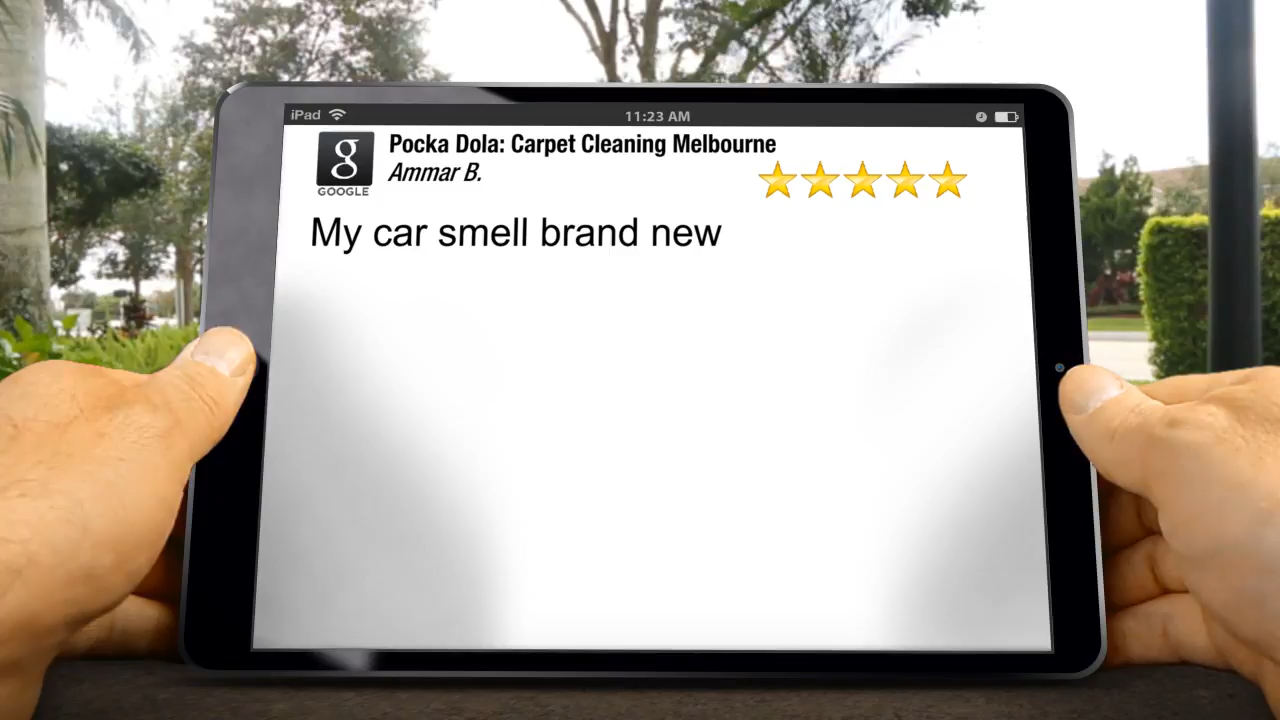 iPad
11:23 AM
g
GOOGLE
Pocka Dola: Carpet Cleaning Melbourne
Ammar B.
My car smell brand new